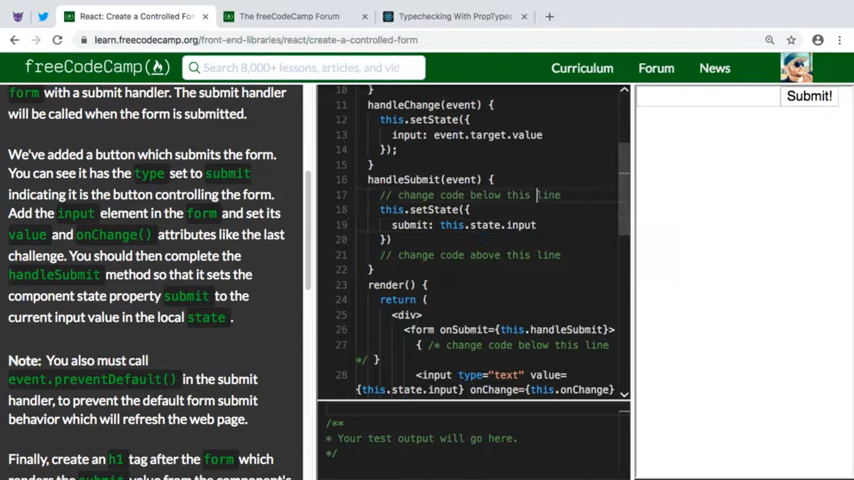 React: Create a Controlled For
The freeCodeCamp Forum
Typechecking With PropTypes
learn.freecodecamp.org/front-end-libraries/react/create-a-controlled-form
freeCodeCamp
Search 8,000+ lessons, articles, and vid
Curriculum
Forum
News
form with a submit handler. The submit handler
will be called when the form is submitted.
We've added a button which submits the form.
You can see it has the type set to submit
indicating it is the button controlling the form.
Add the input element in the form and set its
value and onChange() attributes like the last
challenge. You should then complete the
handleSubmit method so that it sets the
component state property submit to the
current input value in the local state .
Note: You also must call
event.preventDefault() in the submit
handler, to prevent the default form submit
behavior which will refresh the web page.
Finally, create an h1 tag after the form which
renders the submit value from the component's
10 }
11 handleChange(event) {
12 this.setState({
13 input: event.target.value
14 });
15 }
16 handleSubmit(event) {
17 // change code below this line
18 this.setState({
19 submit: this.state.input
20 })
21 // change code above this line
22 }
23 render() {
24 return (
25 <div>
26 <form onSubmit={this.handleSubmit}>
27 { /* change code below this line
*/ }
28 <input type="text" value=
{this.state.input} onChange={this.onChange}
/**
* Your test output will go here.
*/
Submit!